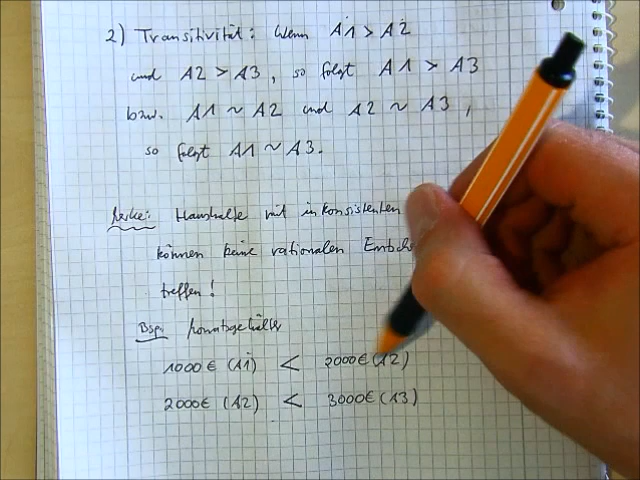 2) Transitivität: Wenn A1 > A2
und A2 > A3, so folgt A1 > A3
bzw. A1 ~ A2 und A2 ~ A3,
so folgt A1 ~ A3.
Merke: Haushalte mit inkonsistenten
können keine rationalen Entsch
treffen!
Bsp. Monatsgehälter
1000€ (A1) < 2000€ (A2)
2000€ (A2) < 3000€ (A3)